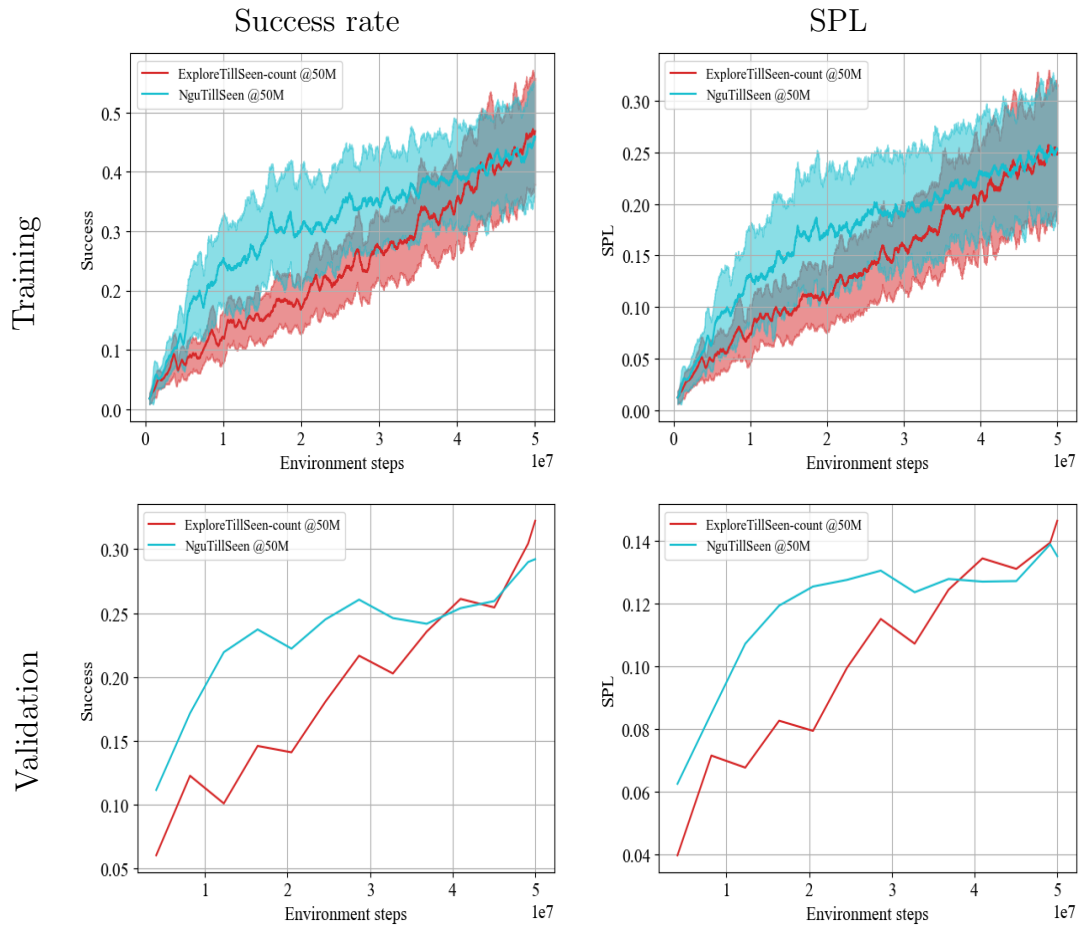 Success rate
SPL
Training
ExploreTillSeen-count @50M
NguTillSeen @50M
Success
0.5
0.4
0.3
0.2
0.1
0.0
0
1
2
3
4
5
1e7
Environment steps
ExploreTillSeen-count @50M
NguTillSeen @50M
SPL
0.30
0.25
0.20
0.15
0.10
0.05
0.00
0
1
2
3
4
5
1e7
Environment steps
Validation
ExploreTillSeen-count @50M
NguTillSeen @50M
Success
0.30
0.25
0.20
0.15
0.10
0.05
1
2
3
4
5
1e7
Environment steps
ExploreTillSeen-count @50M
NguTillSeen @50M
SPL
0.14
0.12
0.10
0.08
0.06
0.04
1
2
3
4
5
1e7
Environment steps